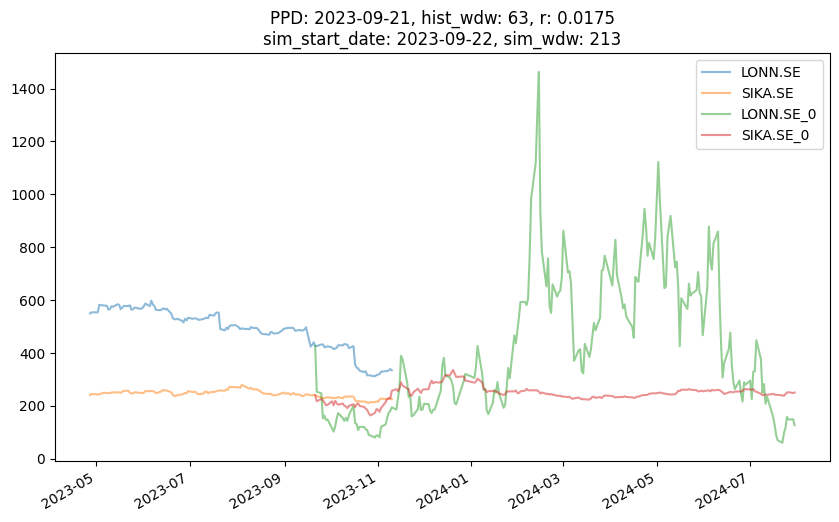 PPD: 2023-09-21, hist_wdw: 63, r: 0.0175
sim_start_date: 2023-09-22, sim_wdw: 213
LONN.SE
SIKA.SE
LONN.SE_0
SIKA.SE_0
1400
1200
1000
800
600
400
200
0
2023-05
2023-07
2023-09
2023-11
2024-01
2024-03
2024-05
2024-07